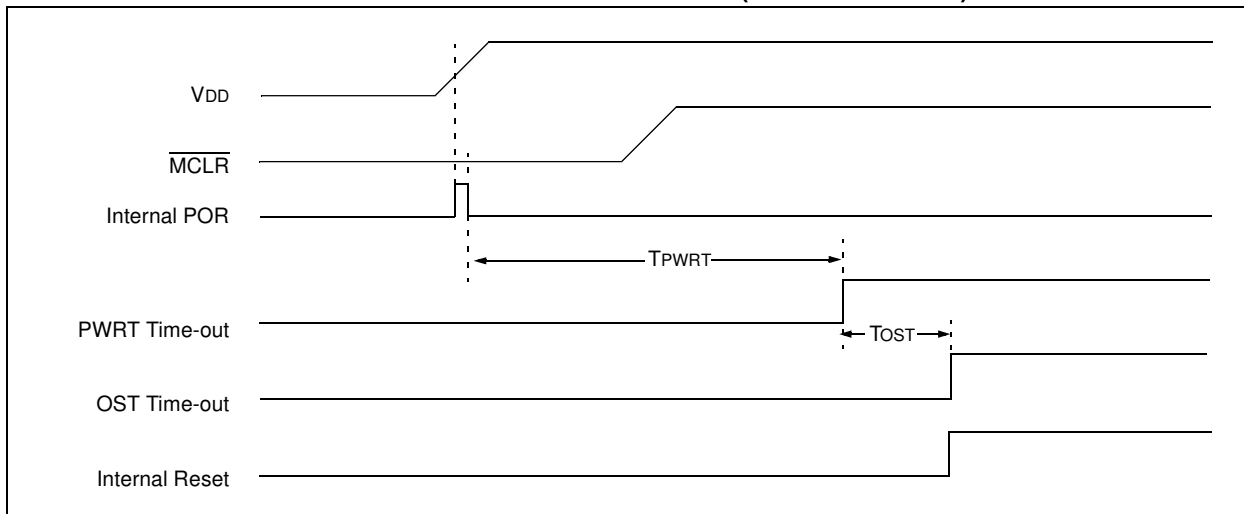 VDD
MCLR
Internal POR
TPWRT
PWRT Time-out
TOST
OST Time-out
Internal Reset